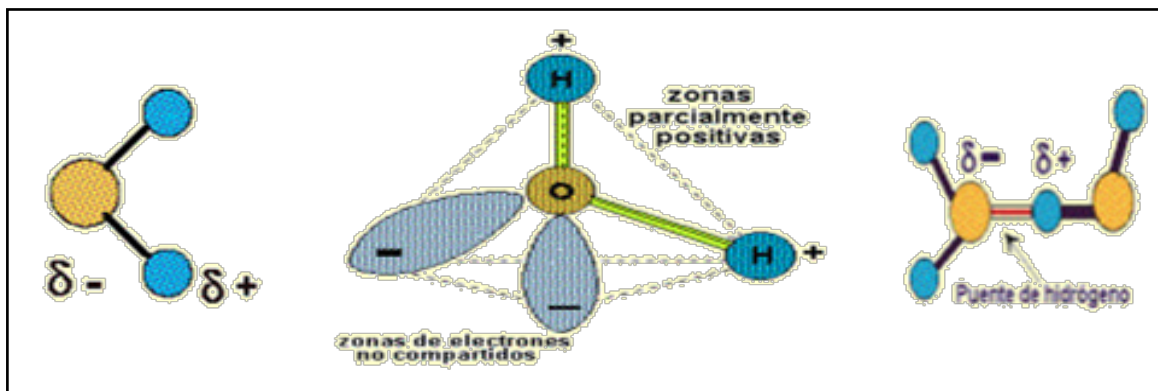 δ-
δ+
+
H
zonas
parcialmente
positivas
O
-
H +
—
zonas de electrones
no compartidos
δ- δ+
Puente de hidrógeno